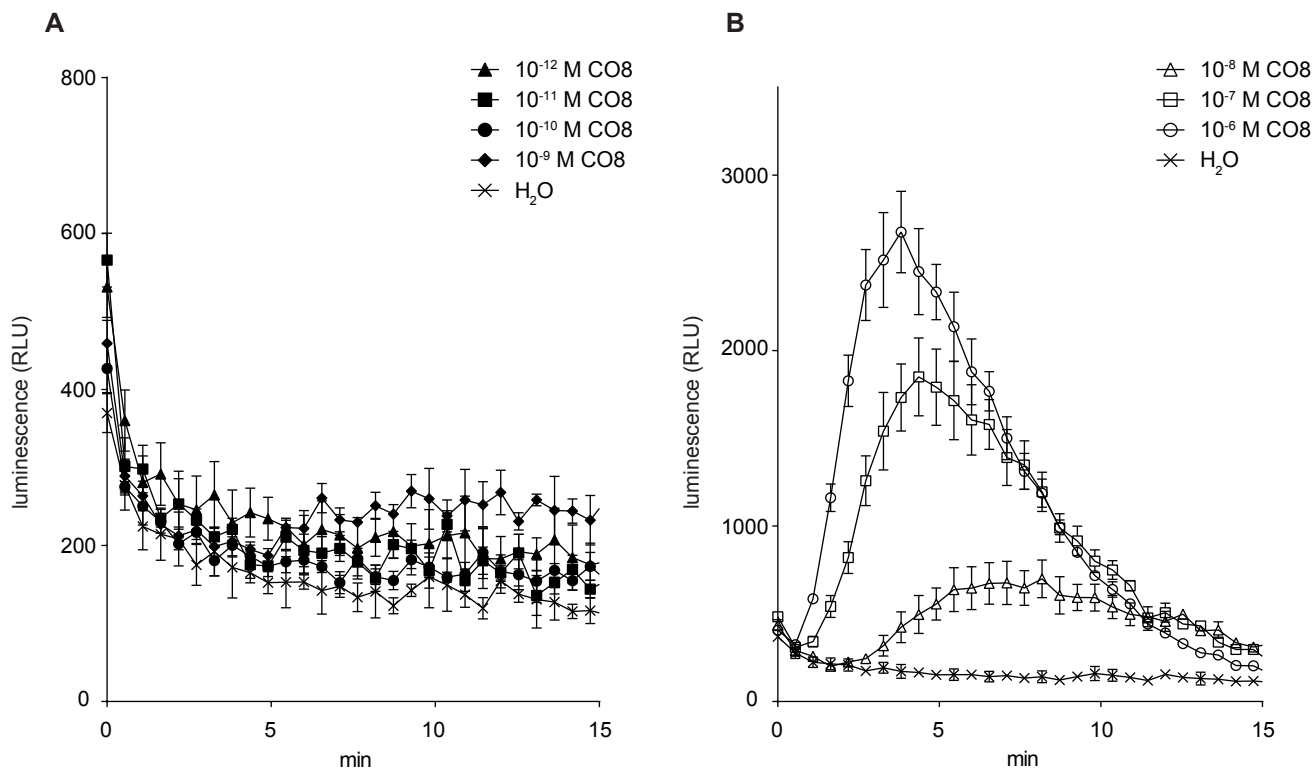 A
10⁻¹² M CO8
10⁻¹¹ M CO8
10⁻¹⁰ M CO8
10⁻⁹ M CO8
H₂O
luminescence (RLU)
800
600
400
200
0
0 5 10 15
min
B
10⁻⁸ M CO8
10⁻⁷ M CO8
10⁻⁶ M CO8
H₂O
luminescence (RLU)
3000
2000
1000
0
0 5 10 15
min